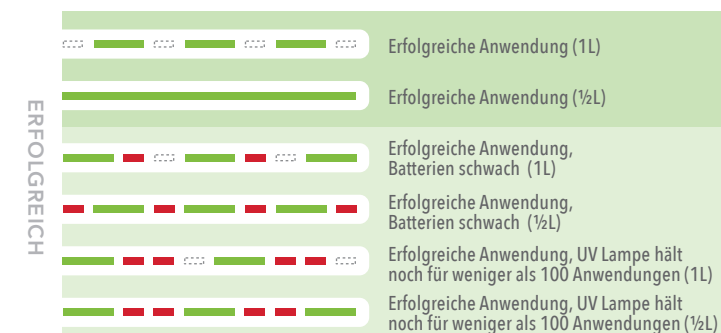 ERFOLGREICH
Erfolgreiche Anwendung (1L)
Erfolgreiche Anwendung (½L)
Erfolgreiche Anwendung,
Batterien schwach (1L)
Erfolgreiche Anwendung,
Batterien schwach (½L)
Erfolgreiche Anwendung, UV Lampe hält
noch für weniger als 100 Anwendungen (1L)
Erfolgreiche Anwendung, UV Lampe hält
noch für weniger als 100 Anwendungen (½L)